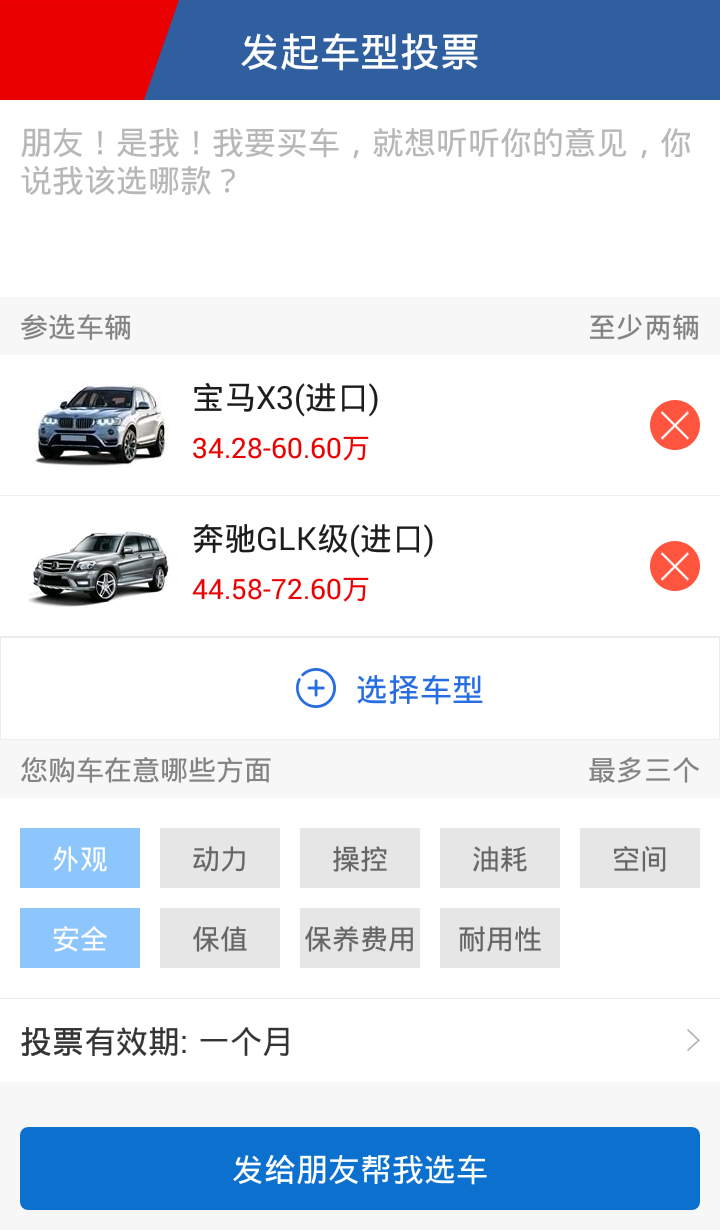 发起车型投票
朋友！是我！我要买车，就想听听你的意见，你
说我该选哪款？
参选车辆 至少两辆
宝马X3(进口)
34.28-60.60万
奔驰GLK级(进口)
44.58-72.60万
选择车型
您购车在意哪些方面 最多三个
外观 动力 操控 油耗 空间
安全 保值 保养费用 耐用性
投票有效期: 一个月
发给朋友帮我选车